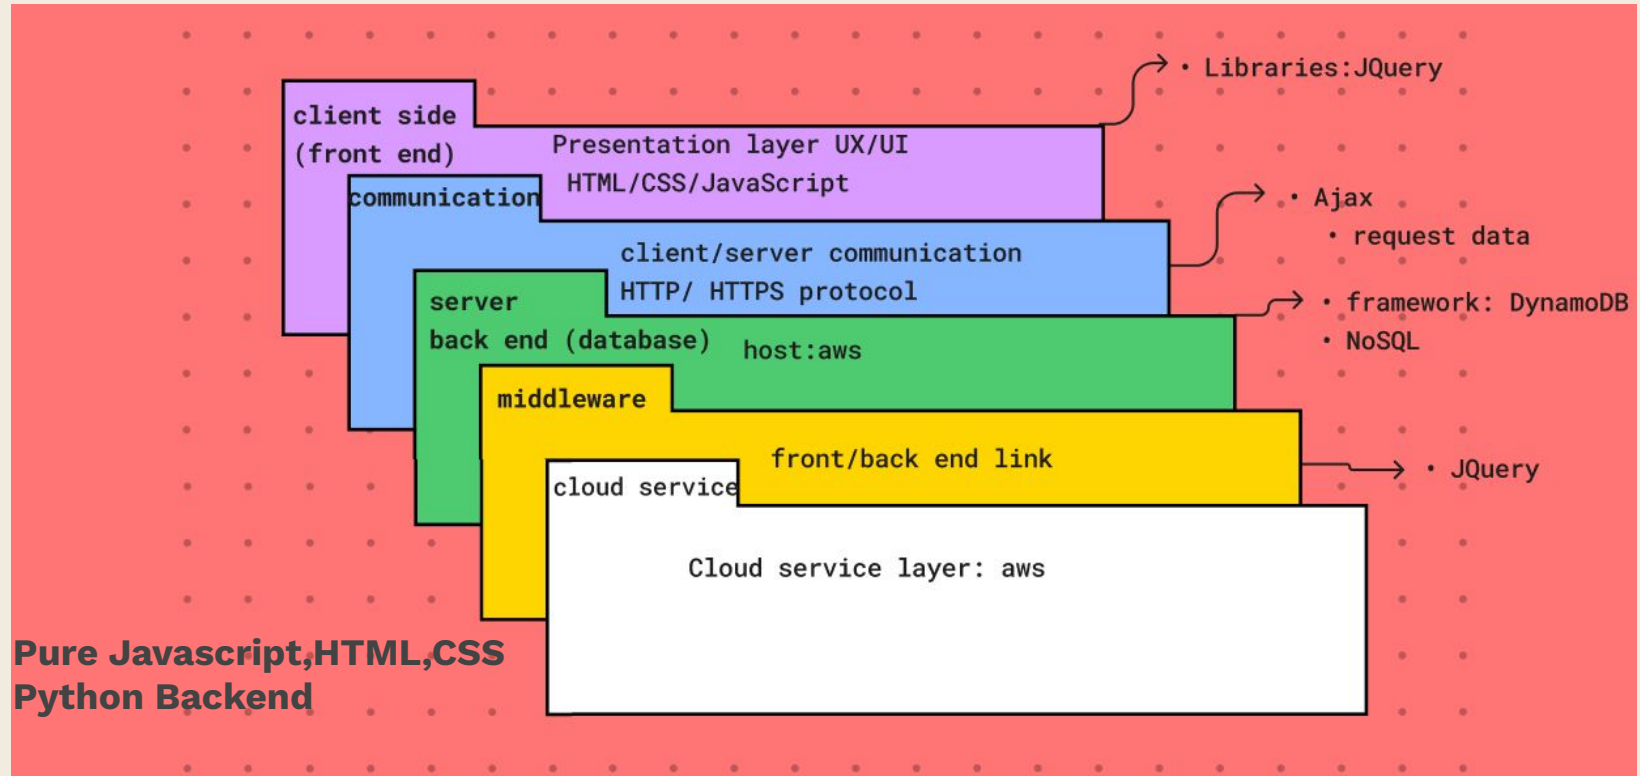 • Libraries:JQuery
client side
(front end)
Presentation layer UX/UI
HTML/CSS/JavaScript
communication
• Ajax
• request data
client/server communication
HTTP/ HTTPS protocol
server
back end (database)
host:aws
• framework: DynamoDB
• NoSQL
middleware
front/back end link
• JQuery
cloud service
Cloud service layer: aws
Pure Javascript,HTML,CSS
Python Backend